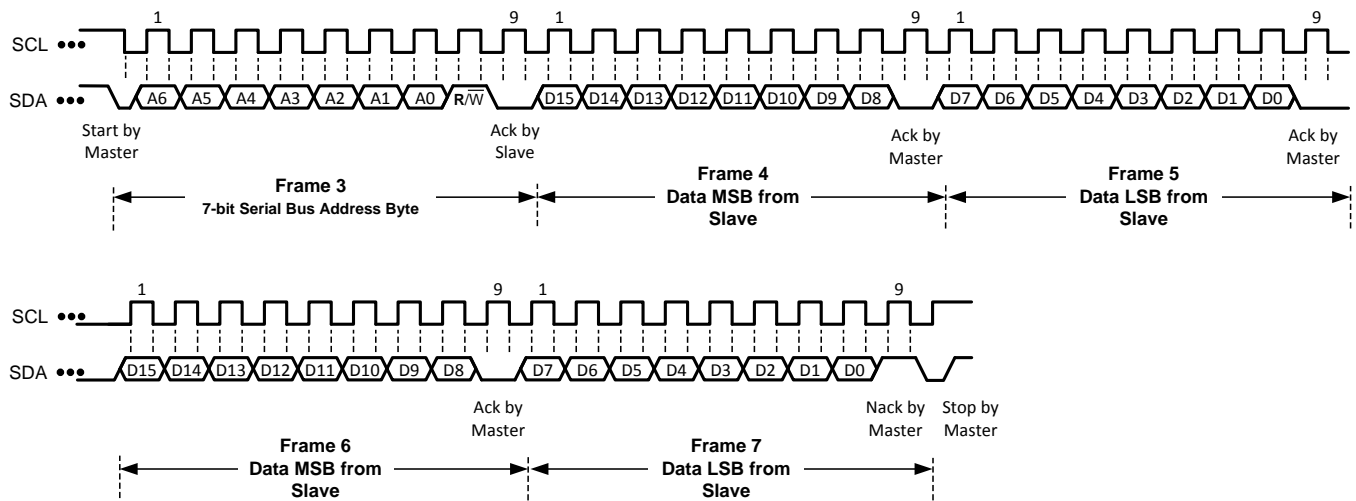 1 9 1 9 1 9
SCL •••
SDA ••• A6 A5 A4 A3 A2 A1 A0 R/W̅ D15 D14 D13 D12 D11 D10 D9 D8 D7 D6 D5 D4 D3 D2 D1 D0
Start by
Master
Ack by
Slave
Ack by
Master
Ack by
Master
Frame 3
7-bit Serial Bus Address Byte
Frame 4
Data MSB from
Slave
Frame 5
Data LSB from
Slave
1 9 1 9
SCL •••
SDA ••• D15 D14 D13 D12 D11 D10 D9 D8 D7 D6 D5 D4 D3 D2 D1 D0
Ack by
Master
Nack by
Master
Stop by
Master
Frame 6
Data MSB from
Slave
Frame 7
Data LSB from
Slave